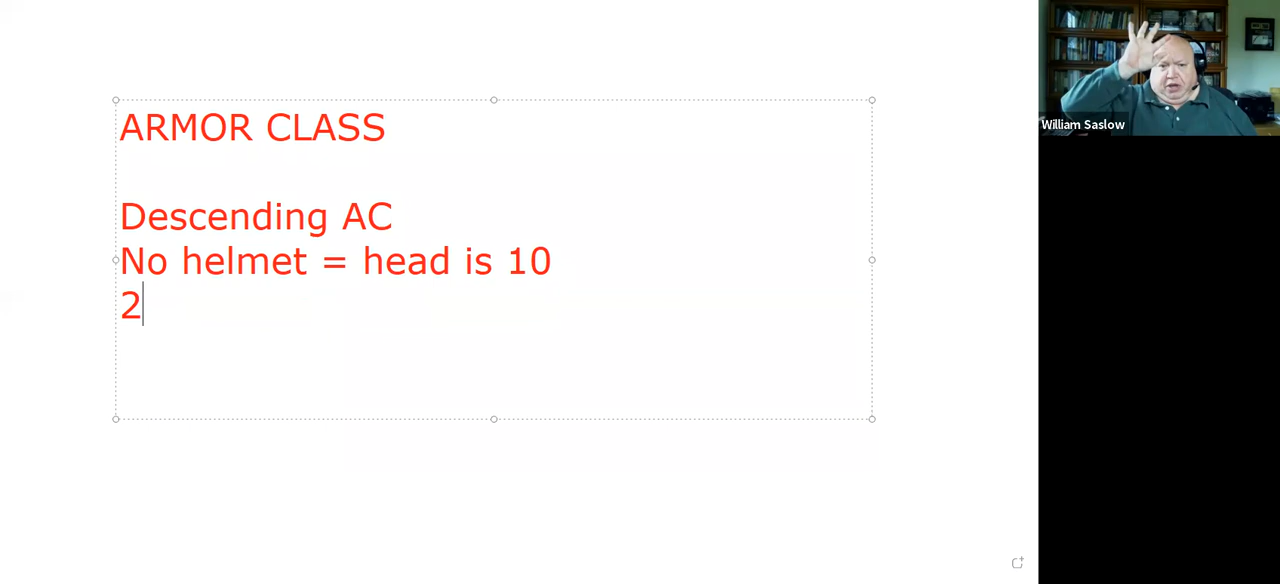 ARMOR CLASS
Descending AC
No helmet = head is 10
2
William Saslow